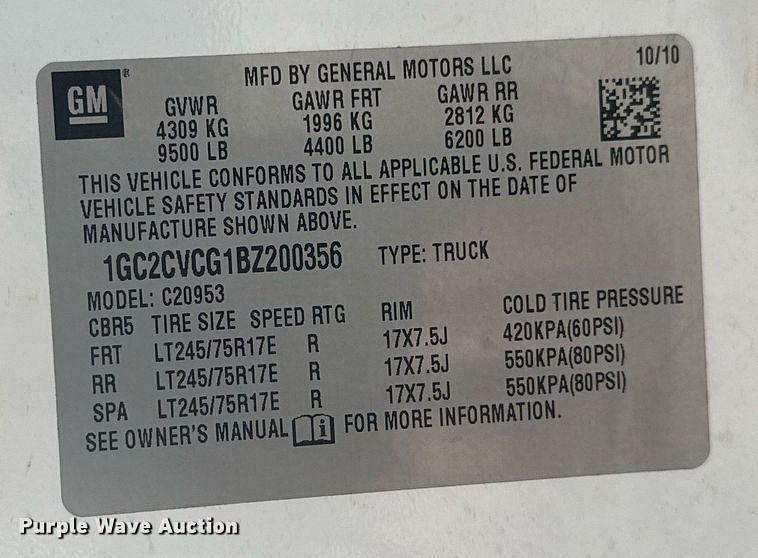 MFD BY GENERAL MOTORS LLC 10/10
GM®
GVWR GAWR FRT GAWR RR
4309 KG 1996 KG 2812 KG
9500 LB 4400 LB 6200 LB
THIS VEHICLE CONFORMS TO ALL APPLICABLE U.S. FEDERAL MOTOR
VEHICLE SAFETY STANDARDS IN EFFECT ON THE DATE OF
MANUFACTURE SHOWN ABOVE.
1GC2CVCG1BZ200356 TYPE: TRUCK
MODEL: C20953
CBR5 TIRE SIZE SPEED RTG RIM COLD TIRE PRESSURE
FRT LT245/75R17E R 17X7.5J 420KPA(60PSI)
RR LT245/75R17E R 17X7.5J 550KPA(80PSI)
SPA LT245/75R17E R 17X7.5J 550KPA(80PSI)
SEE OWNER'S MANUAL i FOR MORE INFORMATION.
Purple Wave Auction